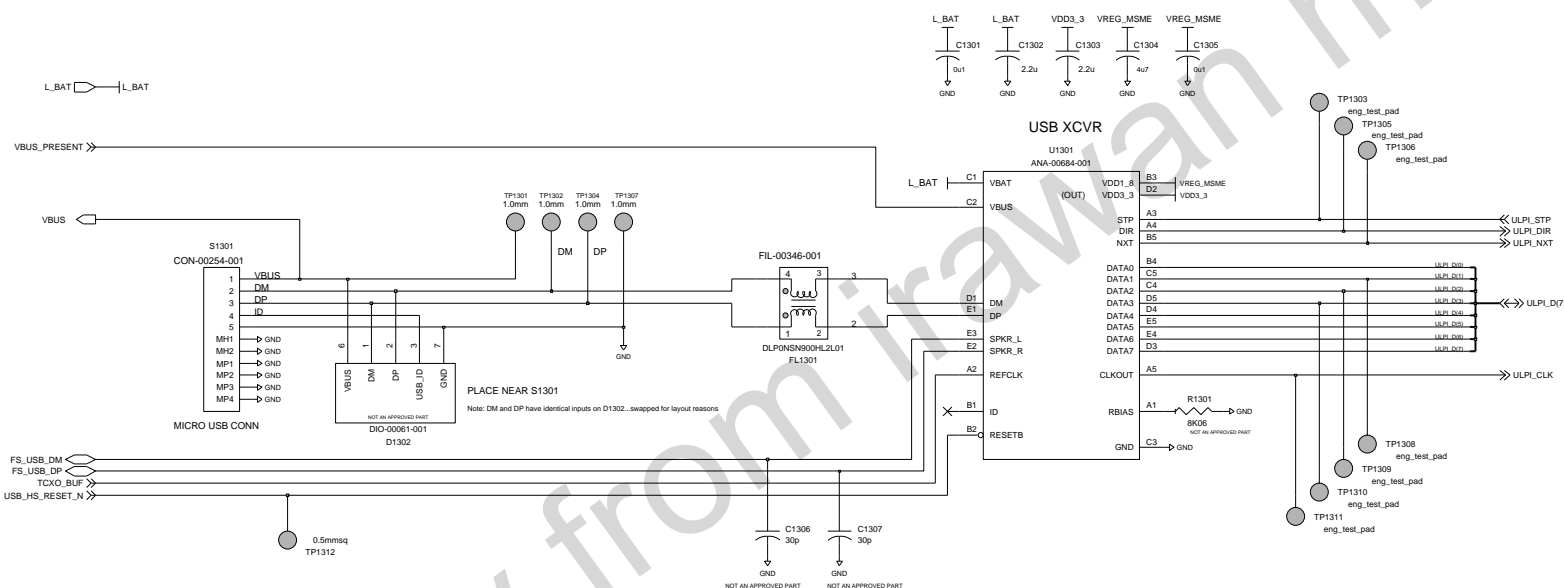 L_BAT L_BAT VDD3_3 VREG_MSME VREG_MSME
C1301 C1302 C1303 C1304 C1305
0u1 2.2u 2.2u 4u7 0u1
GND GND GND GND GND
L_BAT L_BAT
VBUS_PRESENT
VBUS
S1301
CON-00254-001
1 VBUS
2 DM
3 DP
4 ID
5
MH1 GND
MH2 GND
MP1 GND
MP2 GND
MP3 GND
MP4 GND
MICRO USB CONN
TP1301 TP1302 TP1304 TP1307
1.0mm 1.0mm 1.0mm 1.0mm
DM DP
GND
6 1 2 3 7
VBUS DM DP USB_ID GND
NOT AN APPROVED PART
DIO-00061-001
D1302
PLACE NEAR S1301
Note: DM and DP have identical inputs on D1302...swapped for layout reasons
FIL-00346-001
4 3 3
1 2 2
DLP0NSN900HL2L01
FL1301
FS_USB_DM
FS_USB_DP
TCXO_BUF
USB_HS_RESET_N
0.5mmsq
TP1312
C1306
30p
GND
NOT AN APPROVED PART
C1307
30p
GND
NOT AN APPROVED PART
USB XCVR
U1301
ANA-00684-001
L_BAT C1 VBAT
C2 VBUS
D1 DM
E1 DP
E3 SPKR_L
E2 SPKR_R
A2 REFCLK
B1 ID
B2 RESETB
VDD1_8 B3 VREG_MSME
(OUT) VDD3_3 D2 VDD3_3
STP A3 ULPI_STP
DIR A4 ULPI_DIR
NXT B5 ULPI_NXT
DATA0 B4 ULPI_D(0)
DATA1 C5 ULPI_D(1)
DATA2 C4 ULPI_D(2)
DATA3 D5 ULPI_D(3) ULPI_D(7
DATA4 D4 ULPI_D(4)
DATA5 E5 ULPI_D(5)
DATA6 E4 ULPI_D(6)
DATA7 D3 ULPI_D(7)
CLKOUT A5 ULPI_CLK
RBIAS A1 R1301 GND
8K06
NOT AN APPROVED PART
GND C3 GND
TP1303
eng_test_pad
TP1305
eng_test_pad
TP1306
eng_test_pad
TP1308
eng_test_pad
TP1309
eng_test_pad
TP1310
eng_test_pad
TP1311
eng_test_pad
from irawan